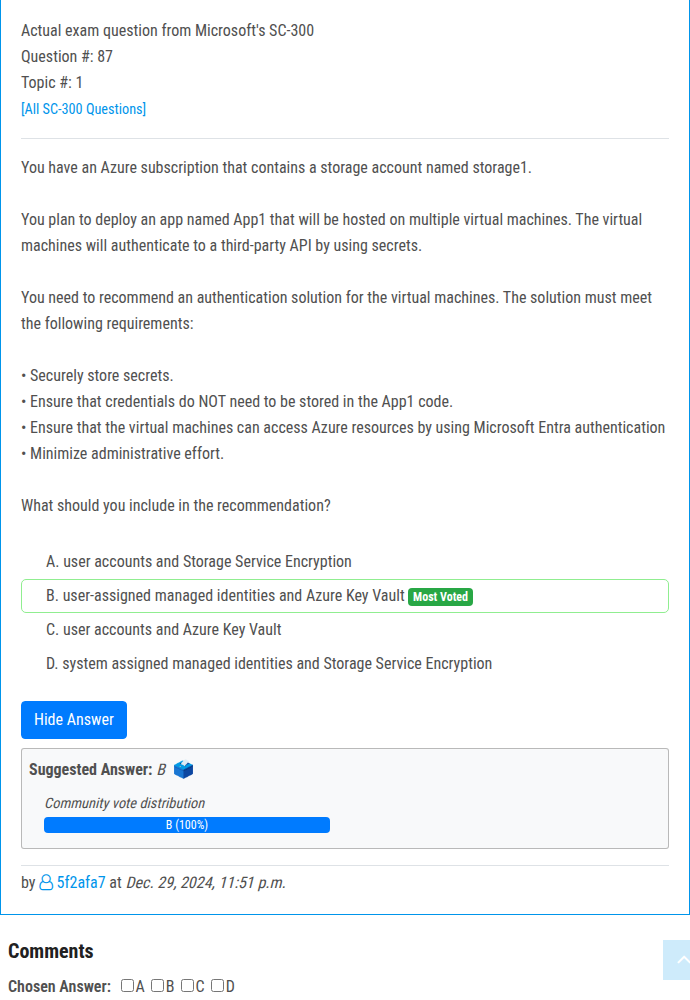 Actual exam question from Microsoft's SC-300
Question #: 87
Topic #: 1
[All SC-300 Questions]
You have an Azure subscription that contains a storage account named storage1.
You plan to deploy an app named App1 that will be hosted on multiple virtual machines. The virtual
machines will authenticate to a third-party API by using secrets.
You need to recommend an authentication solution for the virtual machines. The solution must meet
the following requirements:
• Securely store secrets.
• Ensure that credentials do NOT need to be stored in the App1 code.
• Ensure that the virtual machines can access Azure resources by using Microsoft Entra authentication
• Minimize administrative effort.
What should you include in the recommendation?
A. user accounts and Storage Service Encryption
B. user-assigned managed identities and Azure Key Vault Most Voted
C. user accounts and Azure Key Vault
D. system assigned managed identities and Storage Service Encryption
Hide Answer
Suggested Answer: B
Community vote distribution
B (100%)
by 5f2afa7 at Dec. 29, 2024, 11:51 p.m.
Comments
Chosen Answer: A B C D